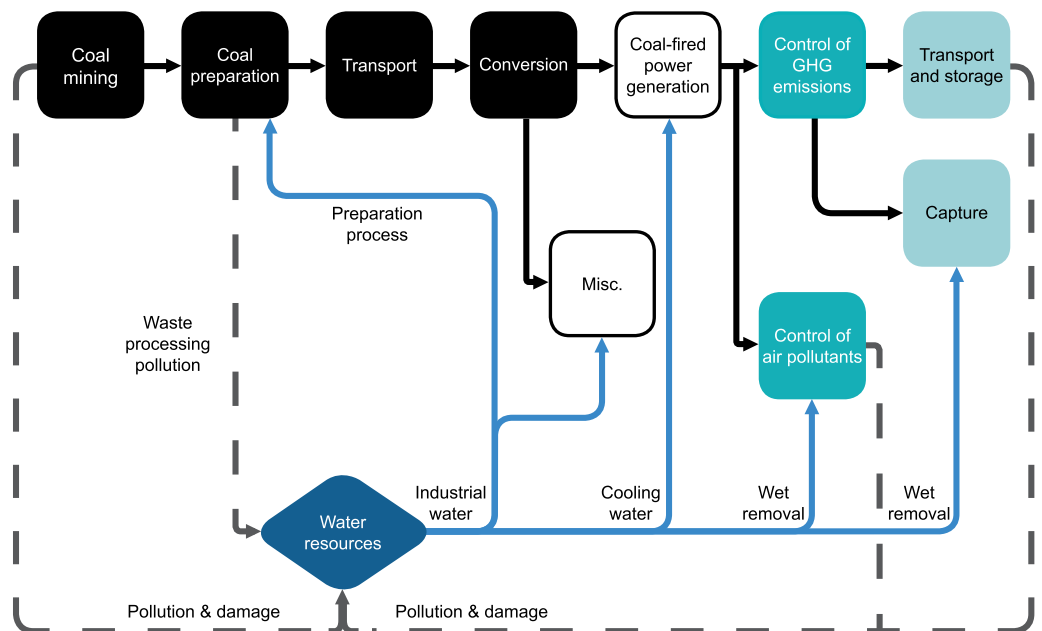 Coal
mining
Coal
preparation
Transport
Conversion
Coal-fired
power
generation
Control of
GHG
emissions
Transport
and storage
Capture
Preparation
process
Misc.
Waste
processing
pollution
Control of
air pollutants
Water
resources
Industrial
water
Cooling
water
Wet
removal
Wet
removal
Pollution & damage
Pollution & damage